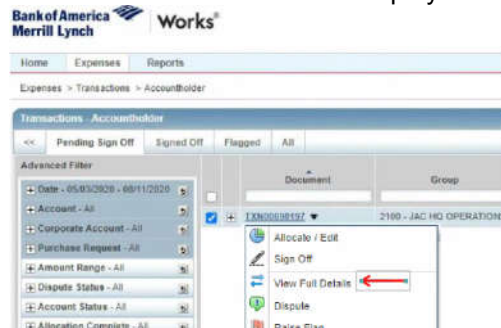 play
Bank of America
Merrill Lynch
Works®
Home Expenses Reports
Expenses > Transactions > Accountholder
Transactions - Accountholder
<< Pending Sign Off Signed Off Flagged All
Advanced Filter
Document Group
Date - 05/03/2020 - 08/11/2020
Account - All
TXN00698197 2100 - JAC HQ OPERATION
Corporate Account - All
Allocate / Edit
Purchase Request - All
Sign Off
Amount Range - All
View Full Details
Dispute Status - All
Dispute
Account Status - All
Allocation Complete - All
Raise Flag